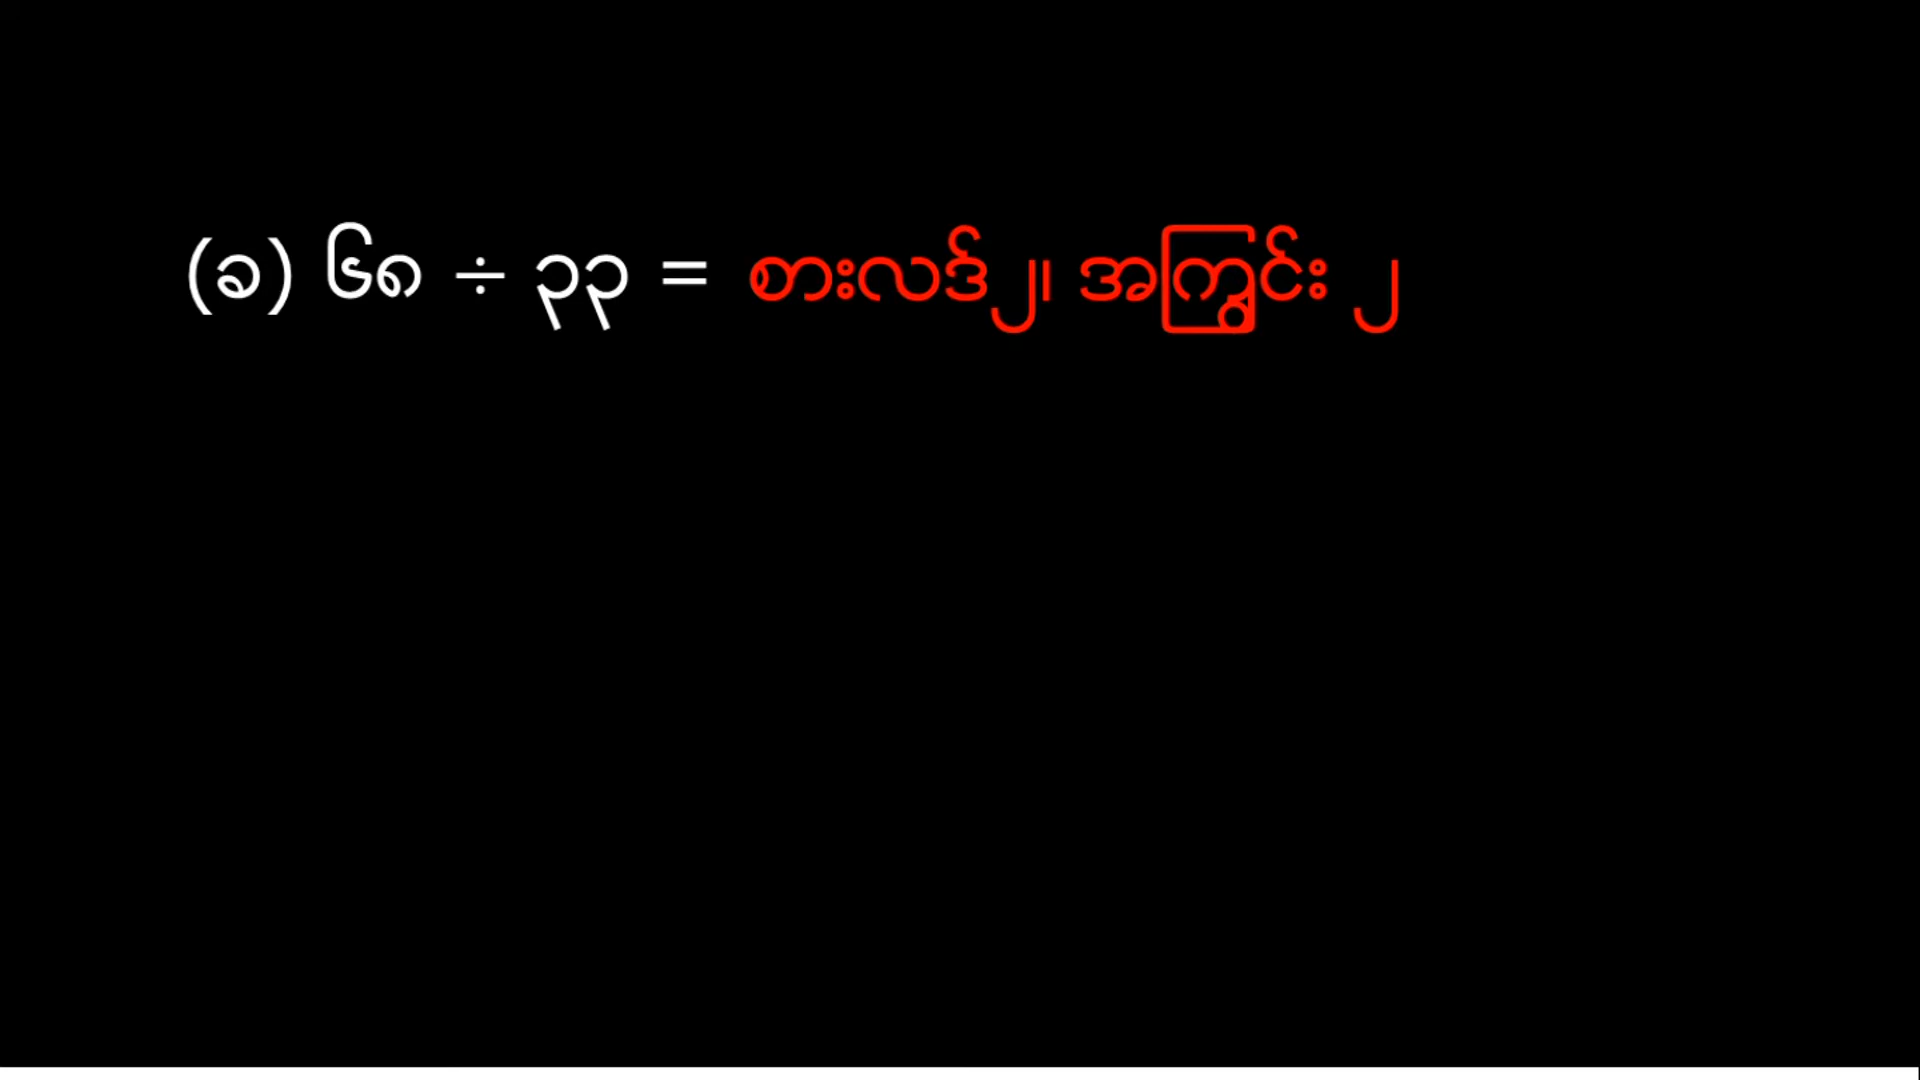 (ခ) ၆၈ ÷ ၃၃ = စားလဒ်၂၊ အကြွင်း ၂